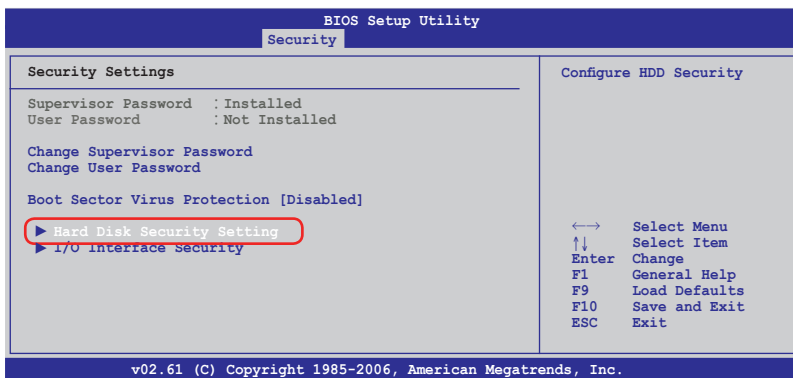 BIOS Setup Utility
Security
Security Settings
Supervisor Password : Installed
User Password : Not Installed
Change Supervisor Password
Change User Password
Boot Sector Virus Protection [Disabled]
▶ Hard Disk Security Setting
▶ I/O Interface Security
Configure HDD Security
←→ Select Menu
↑↓ Select Item
Enter Change
F1 General Help
F9 Load Defaults
F10 Save and Exit
ESC Exit
v02.61 (C) Copyright 1985-2006, American Megatrends, Inc.